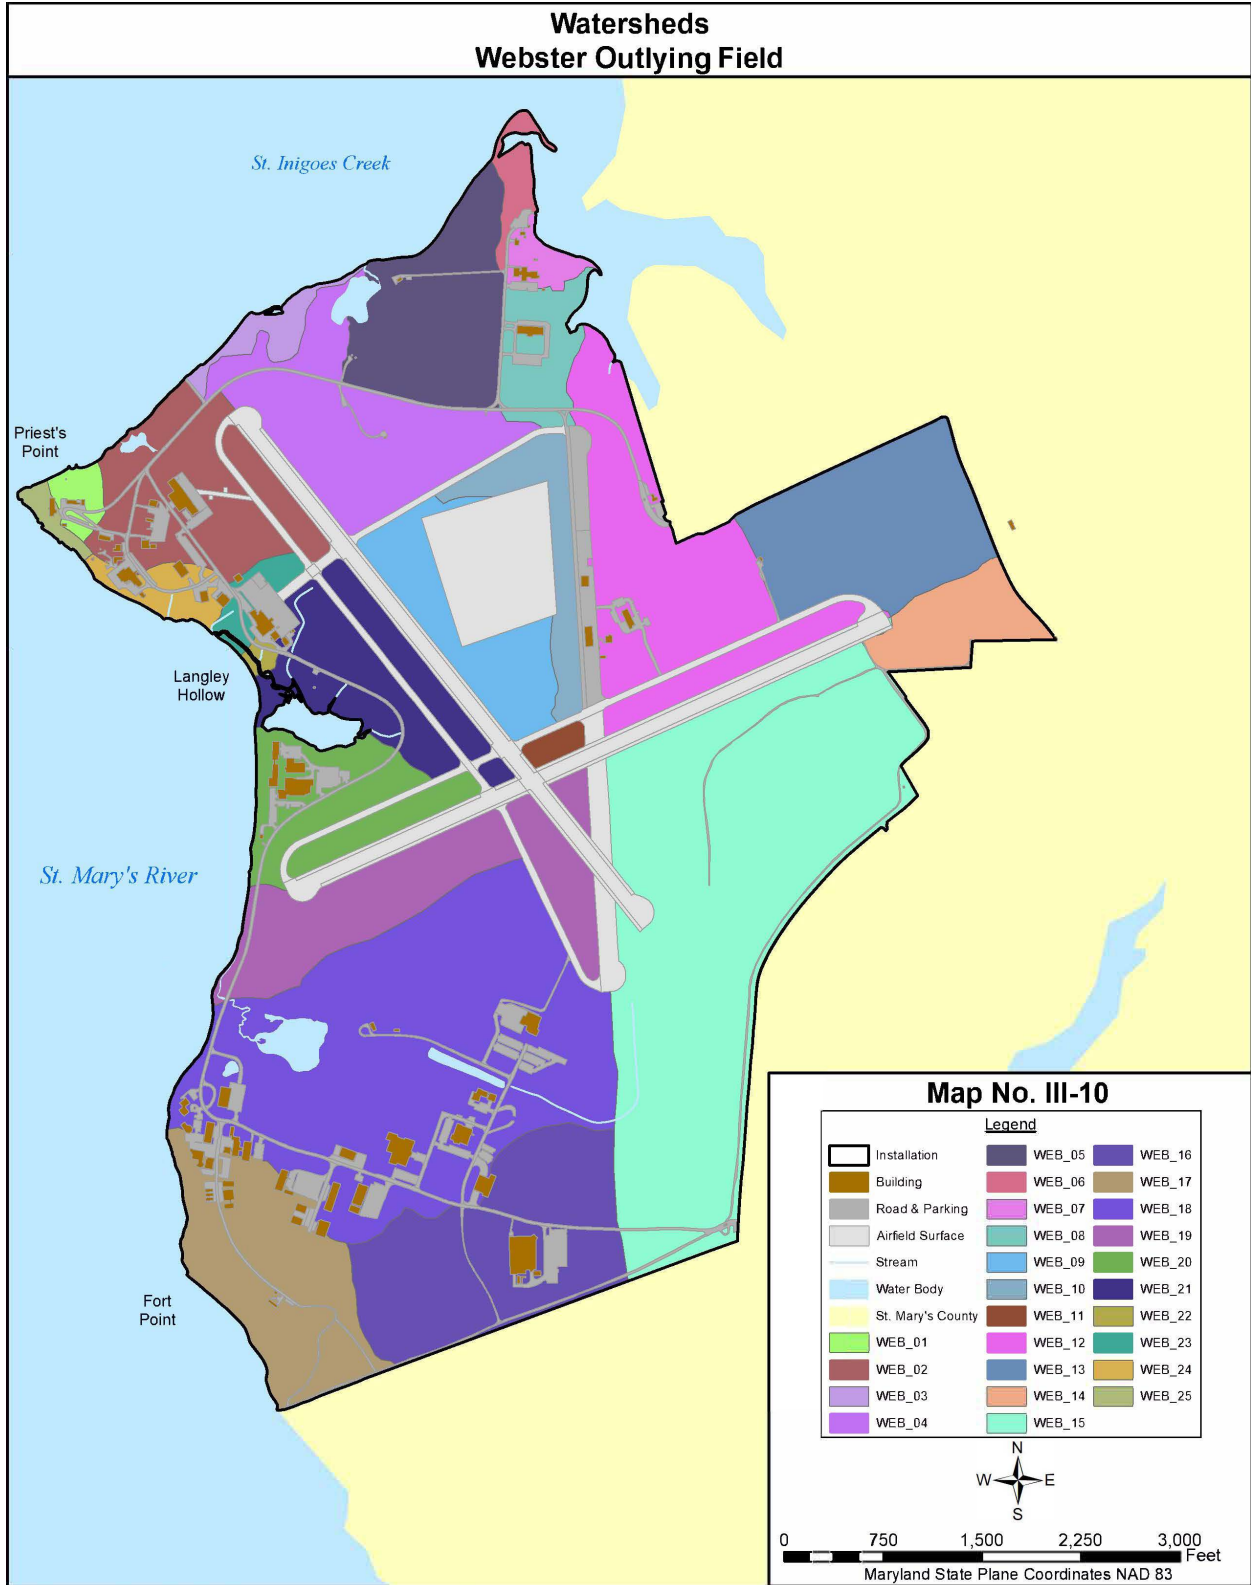 Watersheds
Webster Outlying Field
St. Inigoes Creek
Priest's
Point
Langley
Hollow
St. Mary's River
Fort
Point
Map No. III-10
Legend
Installation
Building
Road & Parking
Airfield Surface
Stream
Water Body
St. Mary's County
WEB_01
WEB_02
WEB_03
WEB_04
WEB_05
WEB_06
WEB_07
WEB_08
WEB_09
WEB_10
WEB_11
WEB_12
WEB_13
WEB_14
WEB_15
WEB_16
WEB_17
WEB_18
WEB_19
WEB_20
WEB_21
WEB_22
WEB_23
WEB_24
WEB_25
N
W E
S
0 750 1,500 2,250 3,000
Feet
Maryland State Plane Coordinates NAD 83